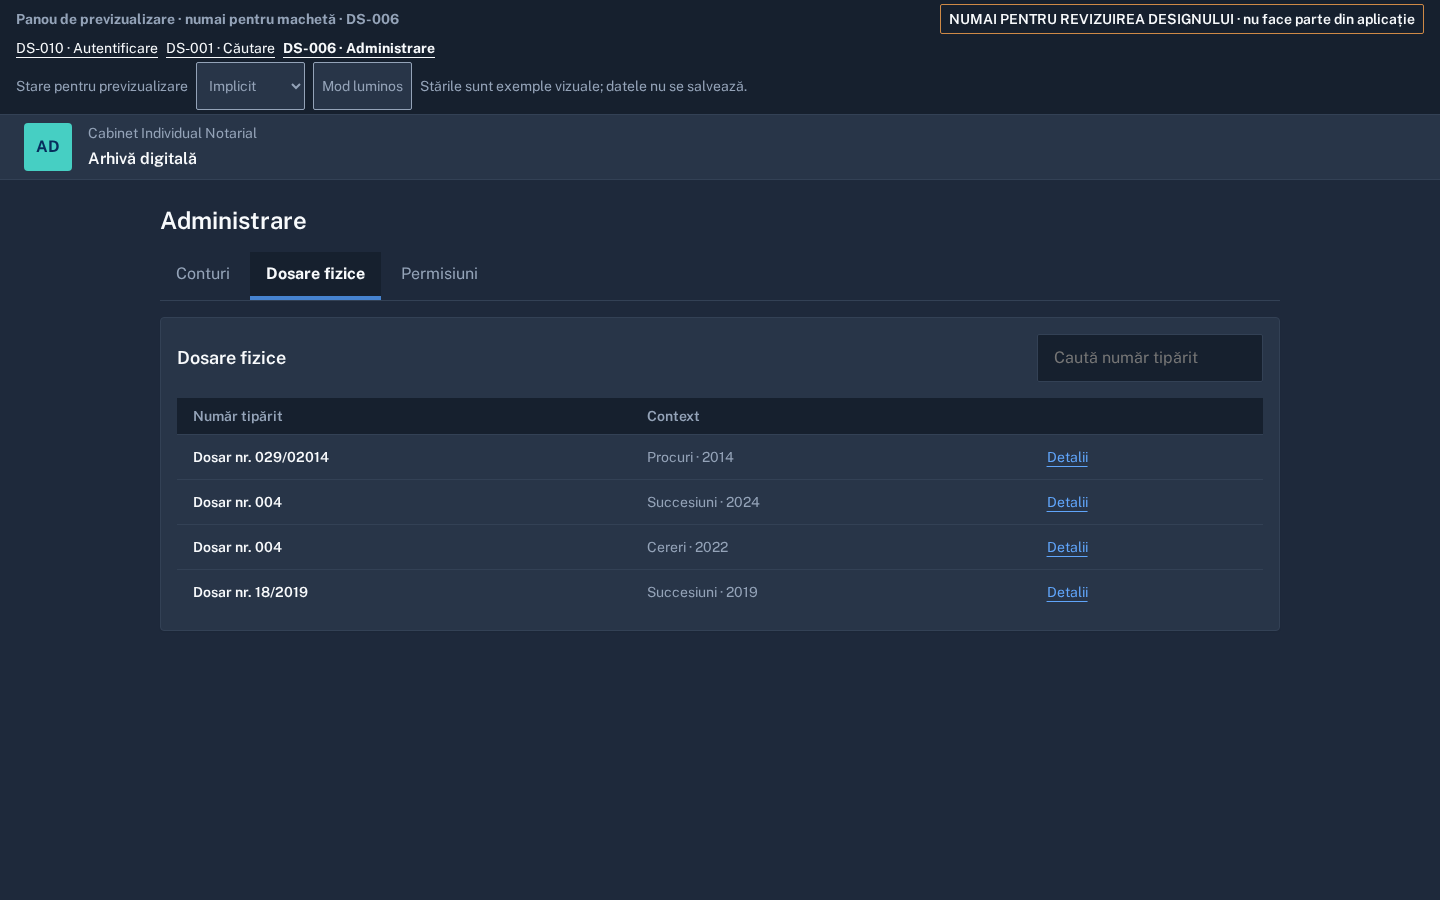 Panou de previzualizare · numai pentru machetă · DS-006
NUMAI PENTRU REVIZUIREA DESIGNULUI · nu face parte din aplicație
DS-010 · Autentificare DS-001 · Căutare DS-006 · Administrare
Stare pentru previzualizare Implicit Mod luminos Stările sunt exemple vizuale; datele nu se salvează.
AD
Cabinet Individual Notarial
Arhivă digitală
Administrare
Conturi Dosare fizice Permisiuni
Dosare fizice
Caută număr tipărit
Număr tipărit Context
Dosar nr. 029/02014 Procuri · 2014 Detalii
Dosar nr. 004 Succesiuni · 2024 Detalii
Dosar nr. 004 Cereri · 2022 Detalii
Dosar nr. 18/2019 Succesiuni · 2019 Detalii